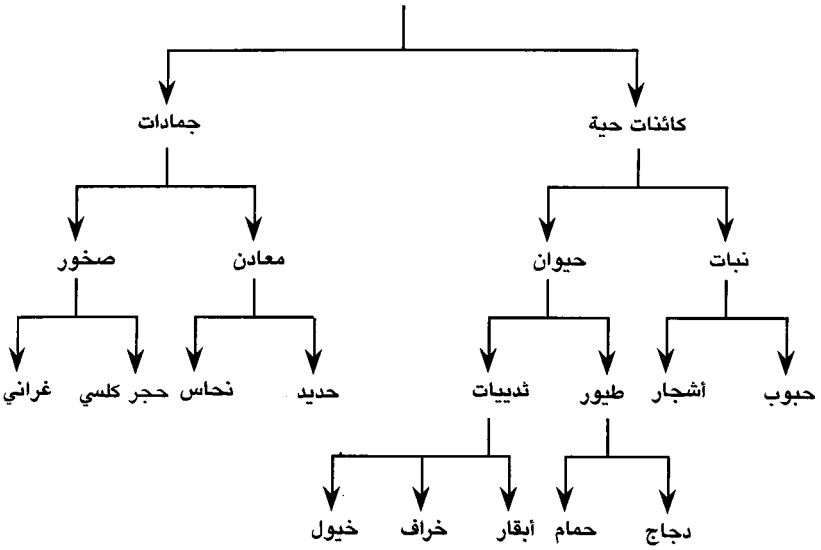 كائنات حية جمادات
نبات حيوان معادن صخور
حبوب أشجار طيور ثدييات حديد نحاس حجر كلسي غراني
دجاج حمام أبقار خراف خيول